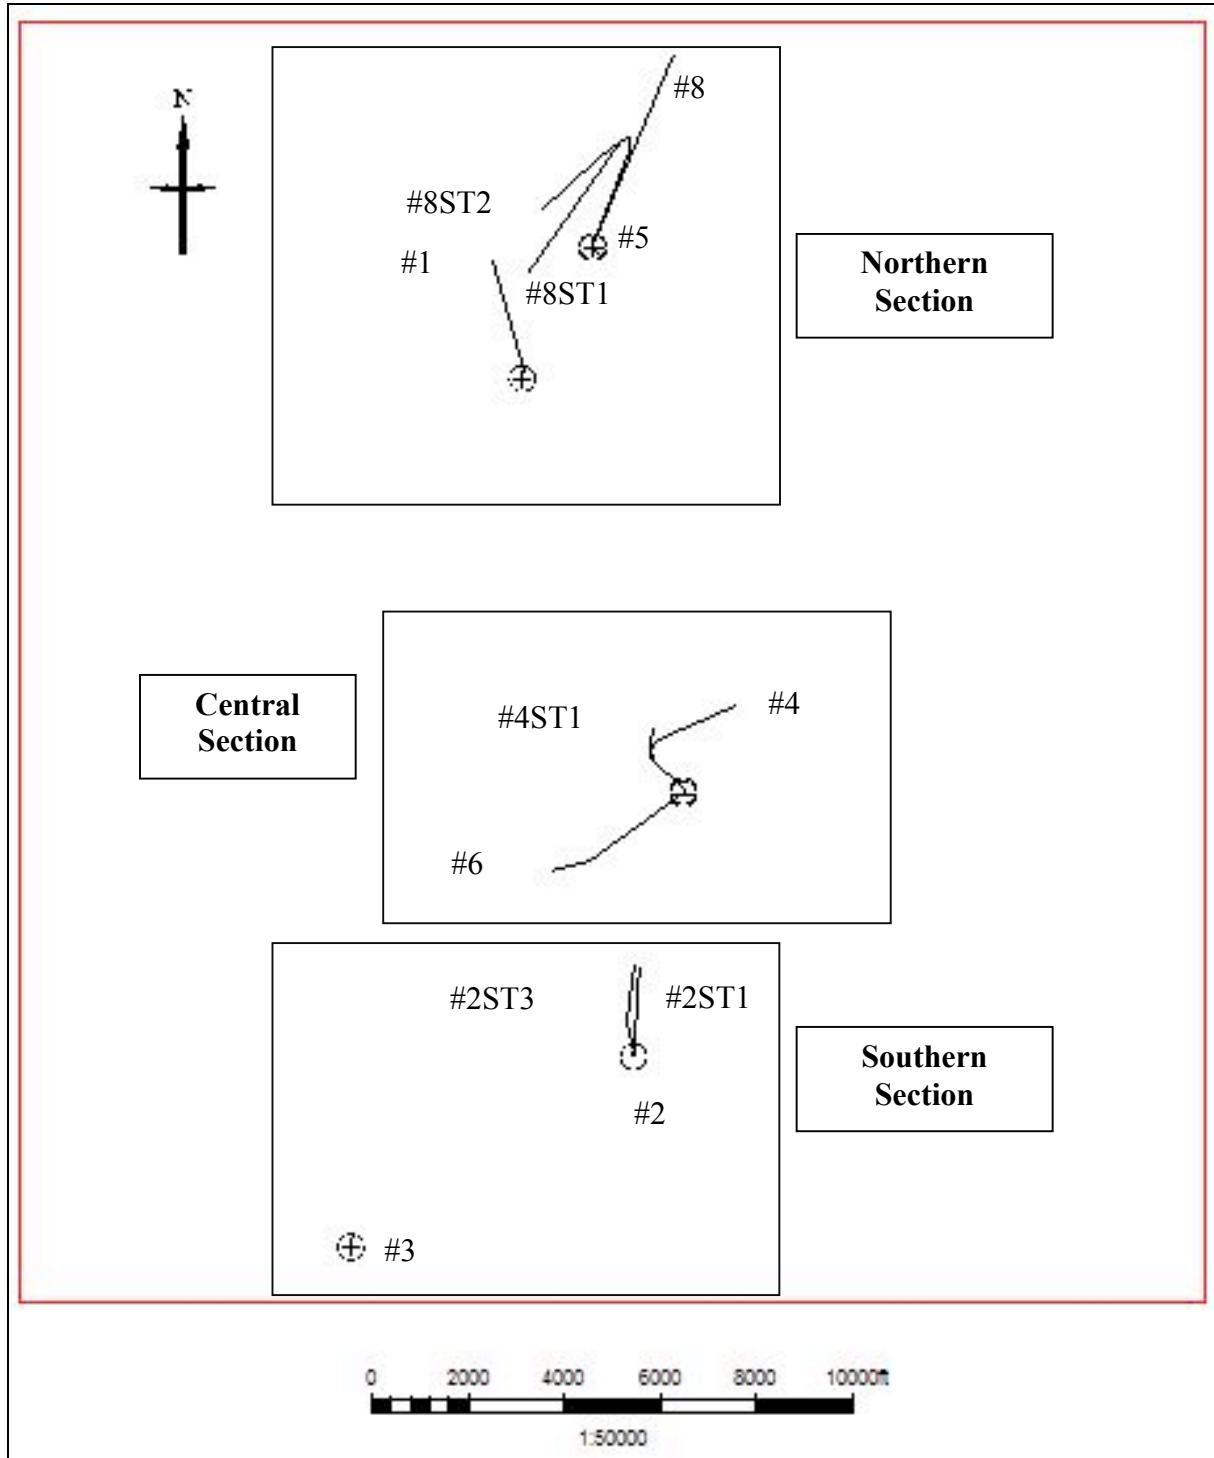 N
#8
#8ST2
#5
#1
#8ST1
Northern
Section
Central
Section
#4ST1
#4
#6
#2ST3
#2ST1
Southern
Section
#2
#3
0 2000 4000 6000 8000 10000ft
1:50000